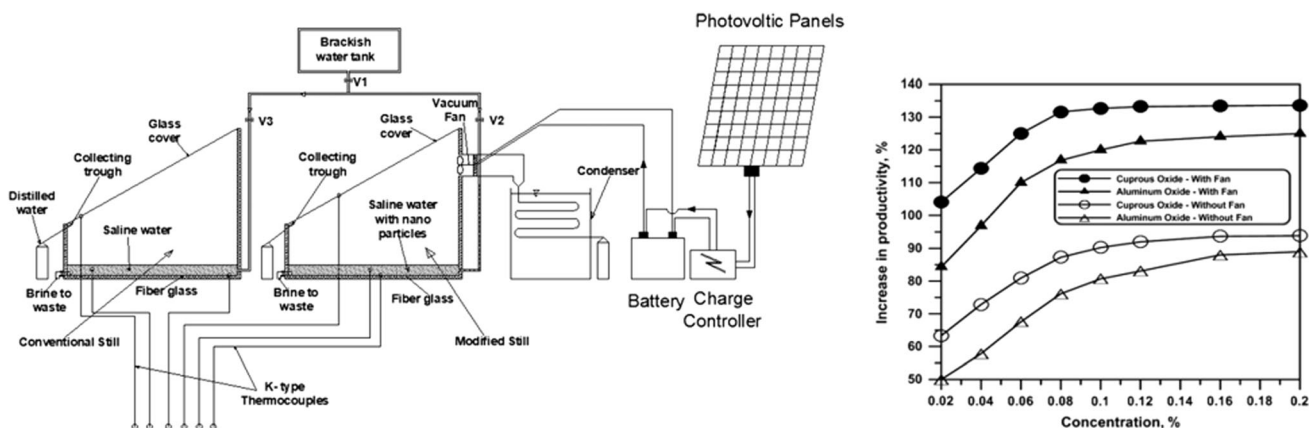 Photovoltic Panels
Brackish
water tank
V1
Vacuum
Fan
V3
V2
Glass
cover
Glass
cover
Collecting
trough
Collecting
trough
Condenser
Distilled
water
Saline water
Saline water
with nano
particles
Brine to
waste
Fiber glass
Brine to
waste
Fiber glass
Battery
Charge
Controller
Conventional Still
Modified Still
K-type
Thermocouples
Increase in productivity, %
140
130
120
110
100
90
80
70
60
50
Cuprous Oxide - With Fan
Aluminum Oxide - With Fan
Cuprous Oxide - Without Fan
Aluminum Oxide - Without Fan
0.02 0.04 0.06 0.08 0.1 0.12 0.14 0.16 0.18 0.2
Concentration, %